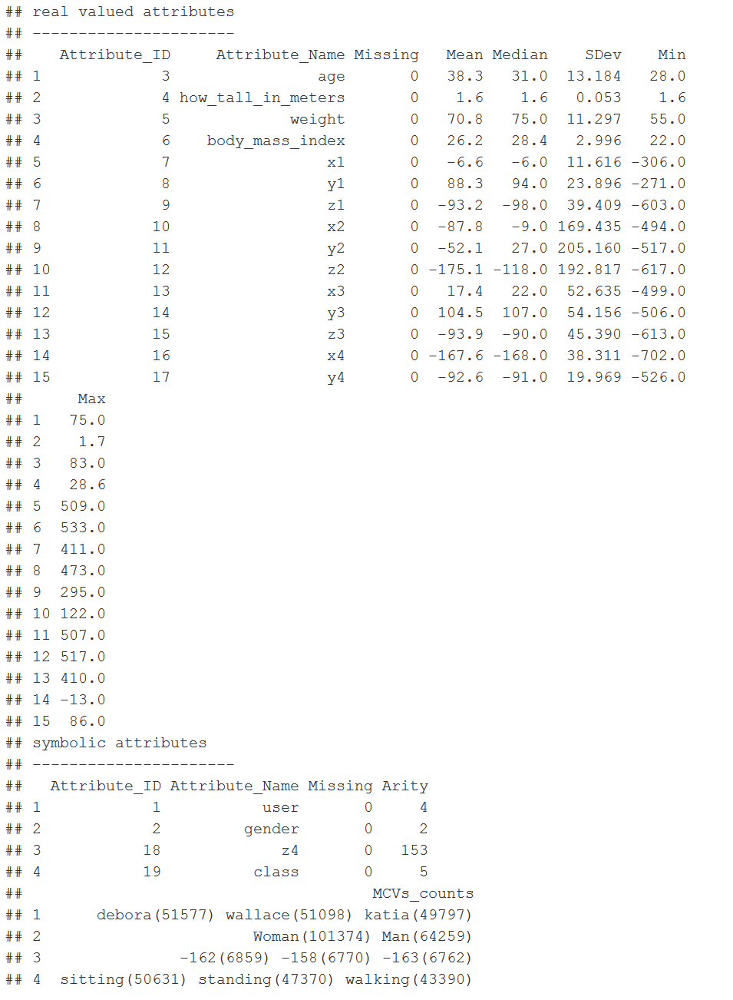 ## real valued attributes
## ----------------------
##    Attribute_ID     Attribute_Name Missing   Mean Median    SDev    Min
## 1             3                age       0   38.3   31.0  13.184   28.0
## 2             4 how_tall_in_meters       0    1.6    1.6   0.053    1.6
## 3             5             weight       0   70.8   75.0  11.297   55.0
## 4             6    body_mass_index       0   26.2   28.4   2.996   22.0
## 5             7                 x1       0   -6.6   -6.0  11.616 -306.0
## 6             8                 y1       0   88.3   94.0  23.896 -271.0
## 7             9                 z1       0  -93.2  -98.0  39.409 -603.0
## 8            10                 x2       0  -87.8   -9.0 169.435 -494.0
## 9            11                 y2       0  -52.1   27.0 205.160 -517.0
## 10           12                 z2       0 -175.1 -118.0 192.817 -617.0
## 11           13                 x3       0   17.4   22.0  52.635 -499.0
## 12           14                 y3       0  104.5  107.0  54.156 -506.0
## 13           15                 z3       0  -93.9  -90.0  45.390 -613.0
## 14           16                 x4       0 -167.6 -168.0  38.311 -702.0
## 15           17                 y4       0  -92.6  -91.0  19.969 -526.0
##      Max
## 1   75.0
## 2    1.7
## 3   83.0
## 4   28.6
## 5  509.0
## 6  533.0
## 7  411.0
## 8  473.0
## 9  295.0
## 10 122.0
## 11 507.0
## 12 517.0
## 13 410.0
## 14 -13.0
## 15  86.0
## symbolic attributes
## ----------------------
##   Attribute_ID Attribute_Name Missing Arity
## 1            1           user       0     4
## 2            2         gender       0     2
## 3           18             z4       0   153
## 4           19          class       0     5
##                                      MCVs_counts
## 1      debora(51577) wallace(51098) katia(49797)
## 2                       Woman(101374) Man(64259)
## 3               -162(6859) -158(6770) -163(6762)
## 4  sitting(50631) standing(47370) walking(43390)